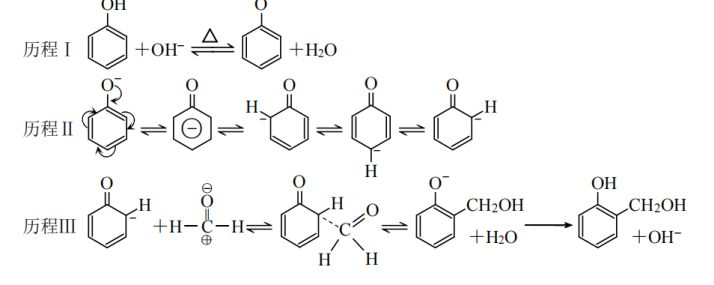 OH O
历程Ⅰ +OH⁻ △ +H₂O
O⁻ O O O O
历程Ⅱ − H − H − H −
O ⊖ O O⁻ OH
历程Ⅲ H − +H−C−H ⊕ H C O H H CH₂OH +H₂O CH₂OH +OH⁻